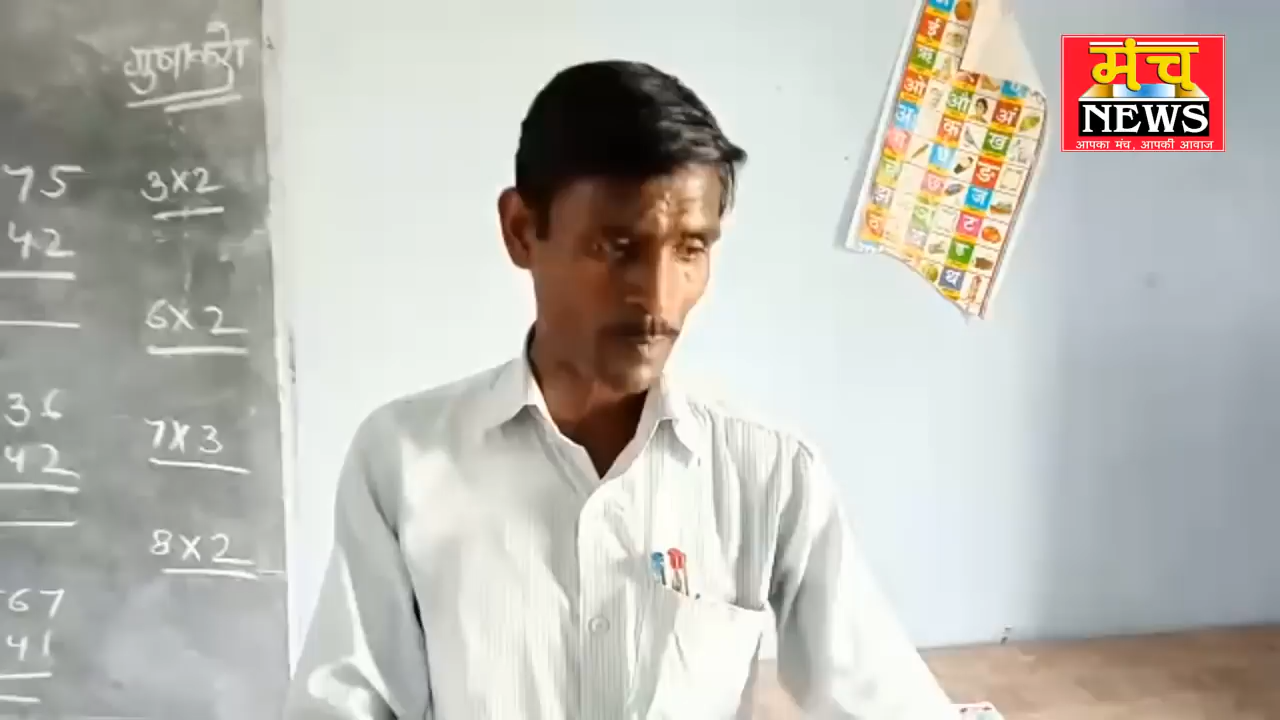 गुणाकरो
75
42
3x2
6x2
36
42
7x3
8x2
67
41
मंच
NEWS
आपका मंच, आपकी आवाज
ई
ऋ
ओ
औ
अं
क
ख
घ
ङ
छ
ज
ट
ड
थ